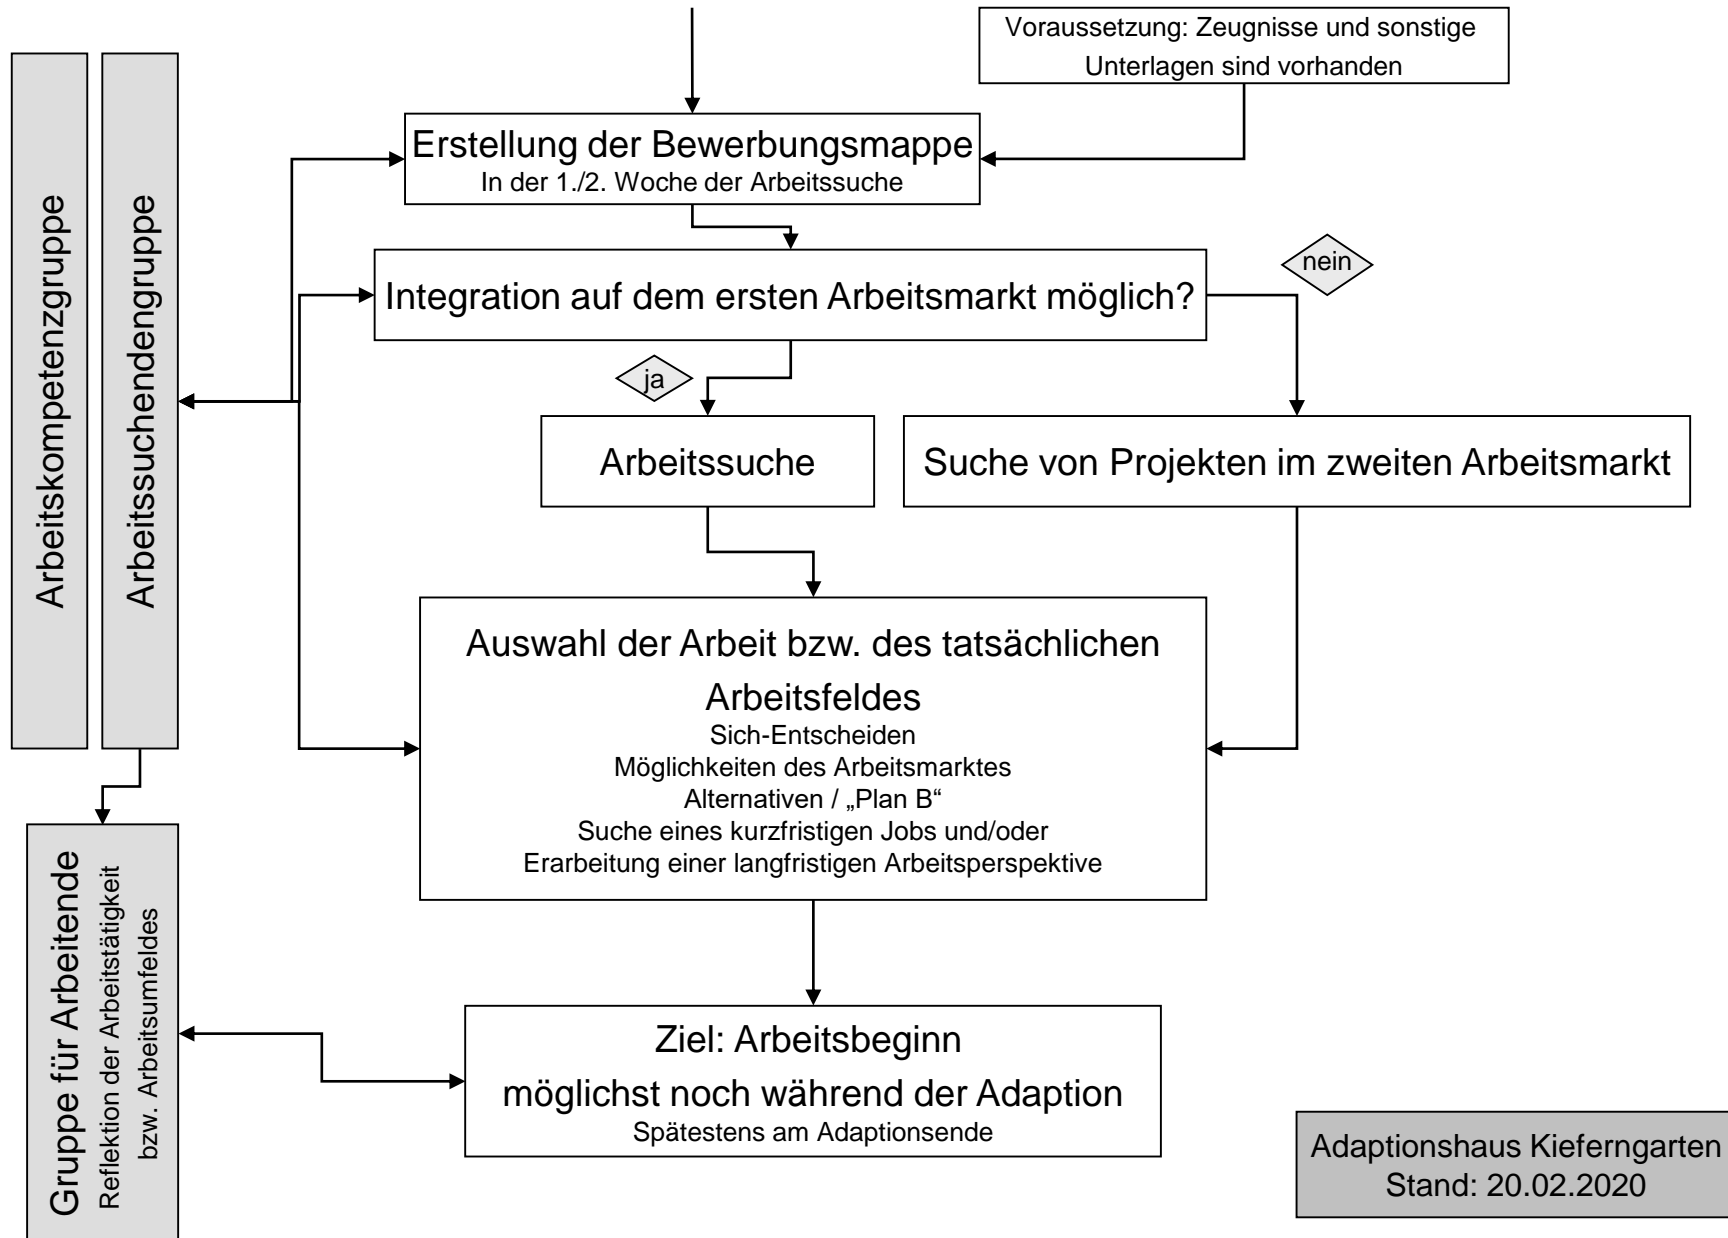 Voraussetzung: Zeugnisse und sonstige
Unterlagen sind vorhanden
Erstellung der Bewerbungsmappe
In der 1./2. Woche der Arbeitssuche
Arbeitskompetenzgruppe
Arbeitssuchendengruppe
Integration auf dem ersten Arbeitsmarkt möglich?
nein
ja
Arbeitssuche
Suche von Projekten im zweiten Arbeitsmarkt
Auswahl der Arbeit bzw. des tatsächlichen
Arbeitsfeldes
Sich-Entscheiden
Möglichkeiten des Arbeitsmarktes
Alternativen / „Plan B“
Suche eines kurzfristigen Jobs und/oder
Erarbeitung einer langfristigen Arbeitsperspektive
Gruppe für Arbeitende
Reflektion der Arbeitstätigkeit
bzw. Arbeitsumfeldes
Ziel: Arbeitsbeginn
möglichst noch während der Adaption
Spätestens am Adaptionsende
Adaptionshaus Kieferngarten
Stand: 20.02.2020